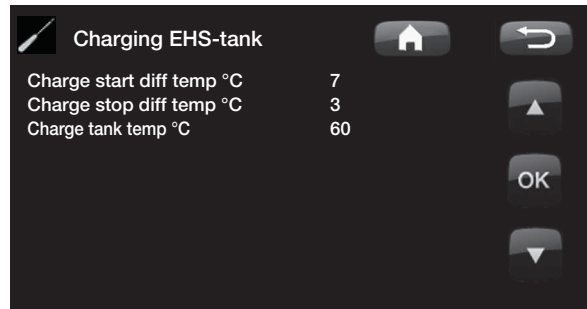 Charging EHS-tank
Charge start diff temp °C 7
Charge stop diff temp °C 3
Charge tank temp °C 60
OK